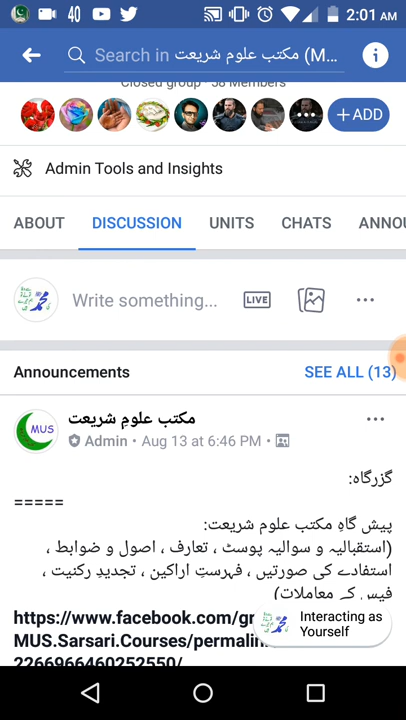 40
2:01 AM
Search in مکتب علوم شریعت (M...
Closed group · 58 Members
+ ADD
Admin Tools and Insights
ABOUT DISCUSSION UNITS CHATS ANNOU
Write something...
LIVE
Announcements SEE ALL (13)
MUS
مکتب علومِ شریعت
Admin • Aug 13 at 6:46 PM •
گزرگاہ:
=====
پیش گاہِ مکتب علوم شریعت:
(استقبالیہ و سوالیہ پوسٹ ، تعارف ، اصول و ضوابط ،
استفادے کی صورتیں ، فہرستِ اراکین ، تجدیدِ رکنیت ،
فیس کے معاملات)
https://www.facebook.com/gr
MUS.Sarsari.Courses/permalin
2266966460252550/
Interacting as
Yourself